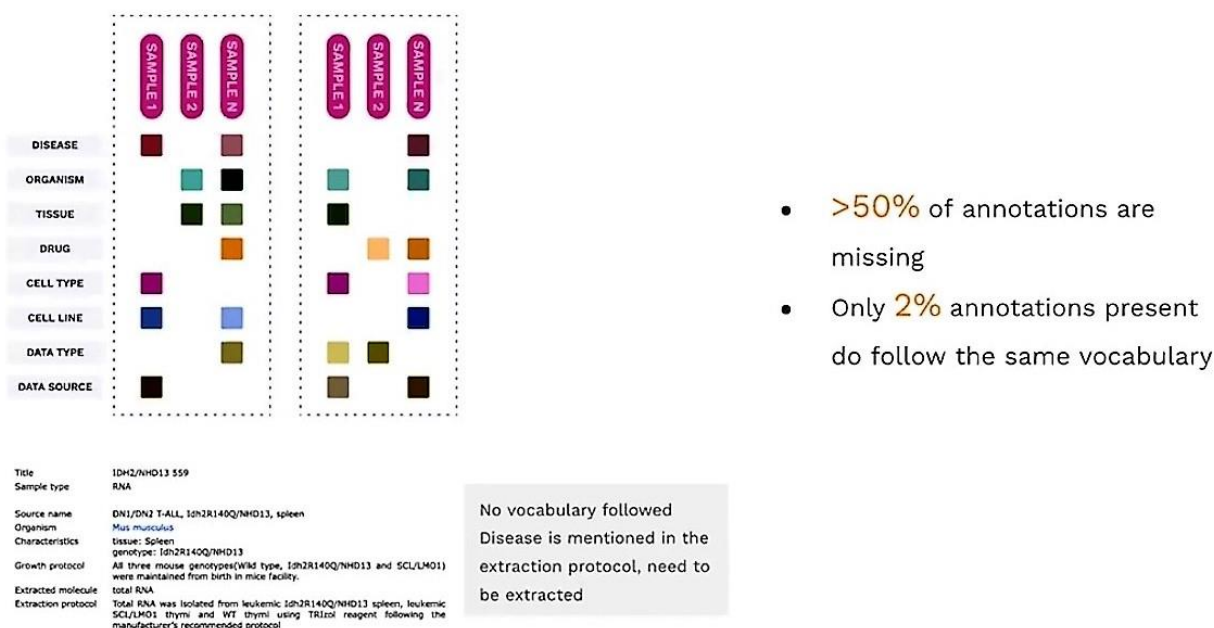 SAMPLE 1
SAMPLE 2
SAMPLE N
SAMPLE 1
SAMPLE 2
SAMPLE N
DISEASE
ORGANISM
TISSUE
DRUG
CELL TYPE
CELL LINE
DATA TYPE
DATA SOURCE
• >50% of annotations are
missing
• Only 2% annotations present
do follow the same vocabulary
Title IDH2/NHD13 559
Sample type RNA
Source name DN1/DN2 T-ALL, Idh2R140Q/NHD13, spleen
Organism Mus musculus
Characteristics tissue: Spleen
genotype: Idh2R140Q/NHD13
Growth protocol All three mouse genotypes(Wild type, Idh2R140Q/NHD13 and SCL/LMO1)
were maintained from birth in mice facility.
Extracted molecule total RNA
Extraction protocol Total RNA was isolated from leukemic Idh2R140Q/NHD13 spleen, leukemic
SCL/LMO1 thymi and WT thymi using TRIzol reagent following the
manufacturer's recommended protocol
No vocabulary followed
Disease is mentioned in the
extraction protocol, need to
be extracted